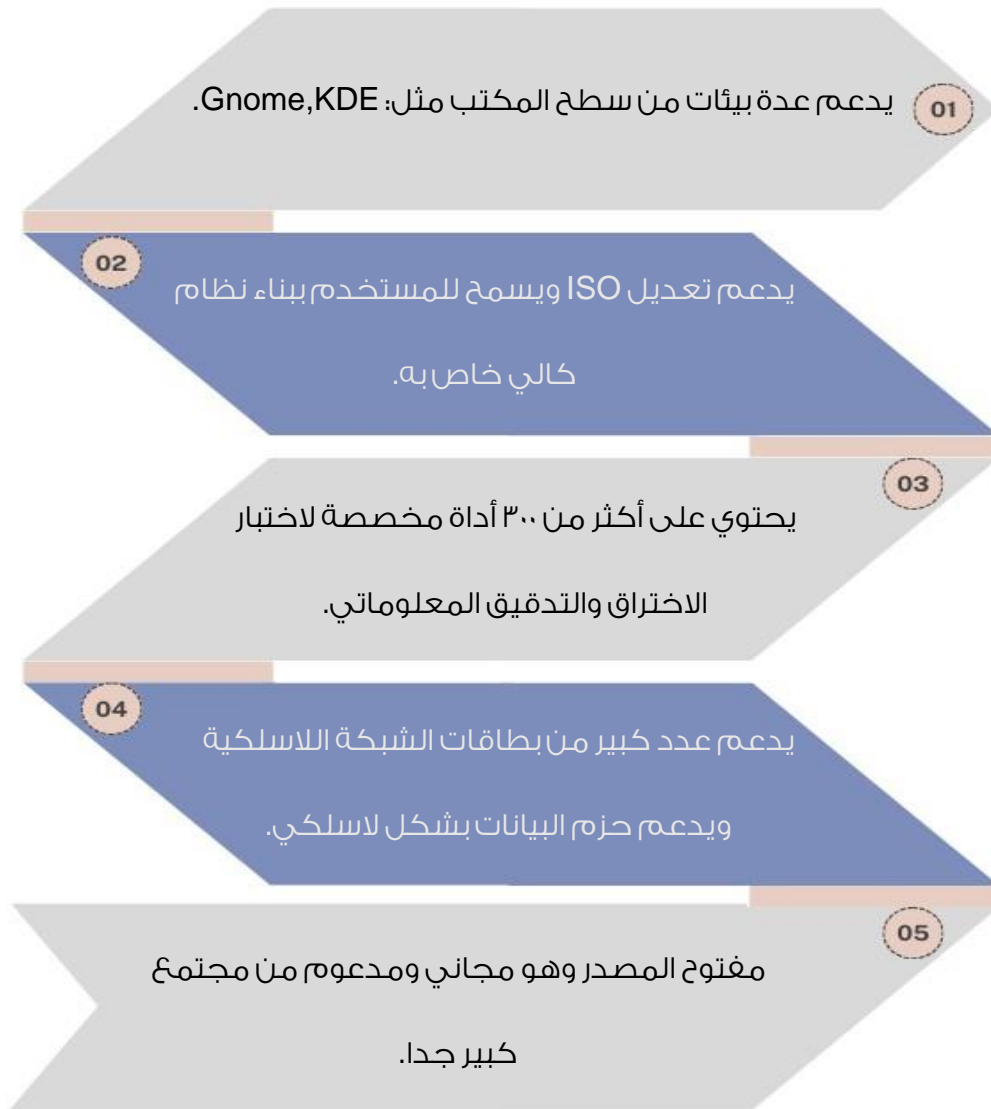 01
يدعم عدة بيئات من سطح المكتب مثل: Gnome,KDE.
02
يدعم تعديل ISO ويسمح للمستخدم ببناء نظام
كالي خاص به.
03
يحتوي على أكثر من ٣٠٠ أداة مخصصة لاختبار
الاختراق والتدقيق المعلوماتي.
04
يدعم عدد كبير من بطاقات الشبكة اللاسلكية
ويدعم حزم البيانات بشكل لاسلكي.
05
مفتوح المصدر وهو مجاني ومدعوم من مجتمع
كبير جدا.